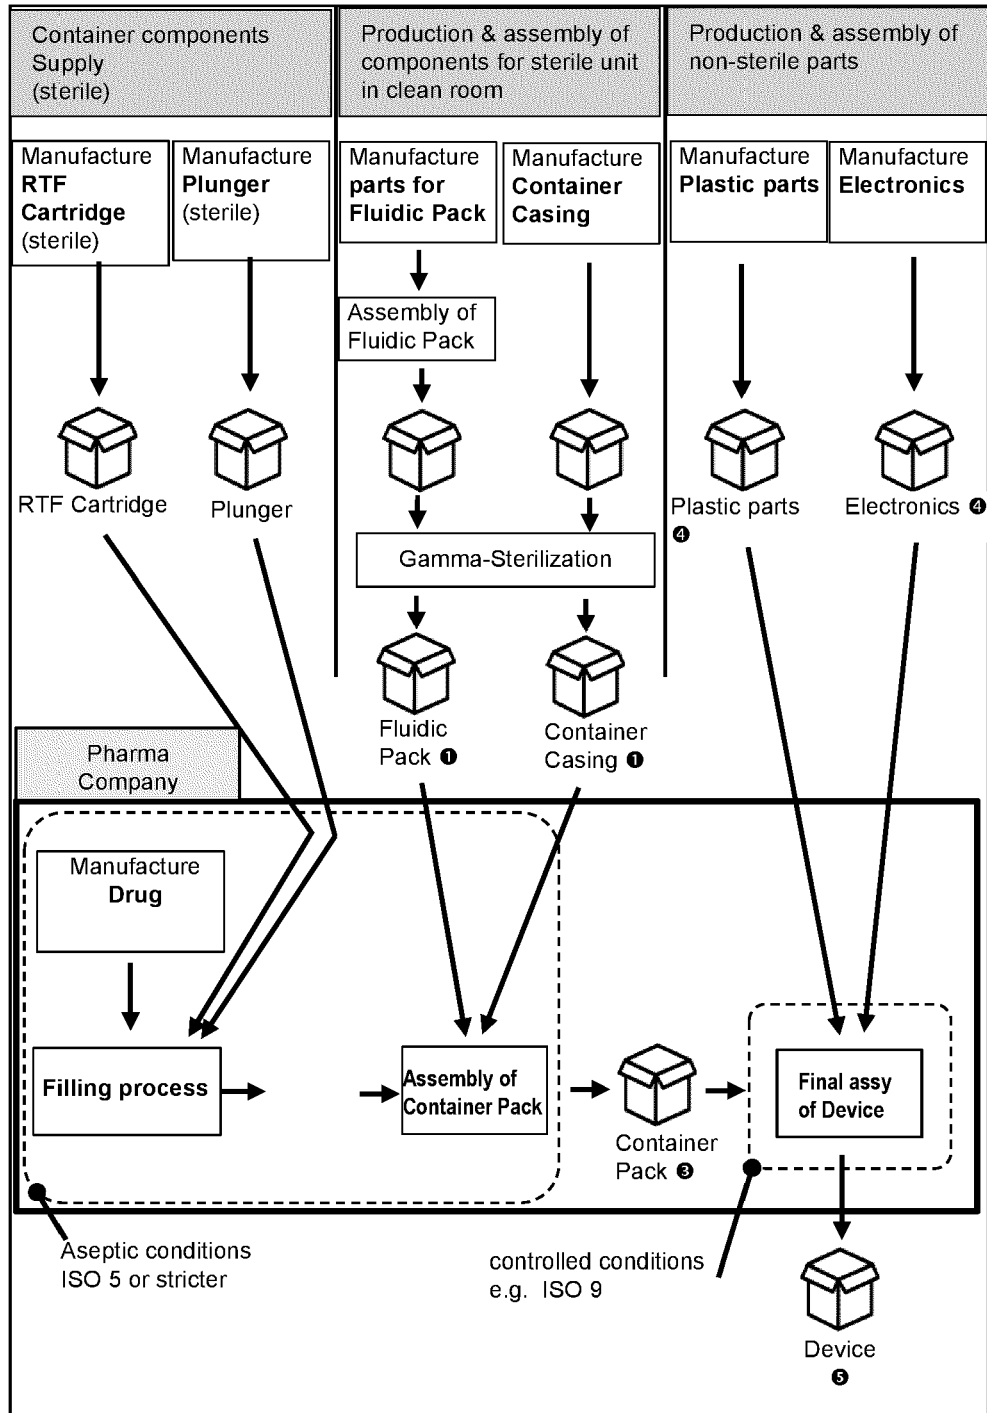 Container components
Supply
(sterile)
Production & assembly of
components for sterile unit
in clean room
Production & assembly of
non-sterile parts
Manufacture
RTF
Cartridge
(sterile)
Manufacture
Plunger
(sterile)
Manufacture
parts for
Fluidic Pack
Manufacture
Container
Casing
Manufacture
Plastic parts
Manufacture
Electronics
Assembly of
Fluidic Pack
RTF Cartridge
Plunger
Plastic parts
❹
Electronics ❹
Gamma-Sterilization
Fluidic
Pack ❶
Container
Casing ❶
Pharma
Company
Manufacture
Drug
Filling process
Assembly of
Container Pack
Container
Pack ❸
Final assy
of Device
Aseptic conditions
ISO 5 or stricter
controlled conditions
e.g. ISO 9
Device
❺